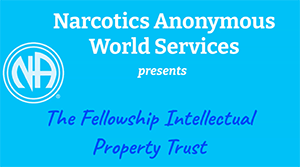 Narcotics Anonymous
World Services
presents
NA
®
The Fellowship Intellectual
Property Trust